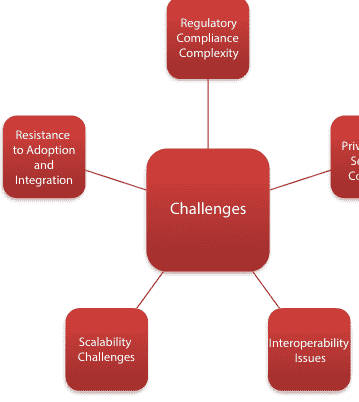 Regulatory
Compliance
Complexity
Resistance
to Adoption
and
Integration
Challenges
Scalability
Challenges
Interoperability
Issues